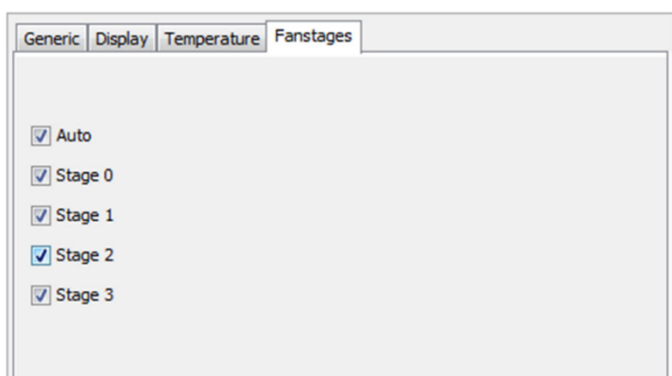 Generic Display Temperature Fanstages
Auto
Stage 0
Stage 1
Stage 2
Stage 3